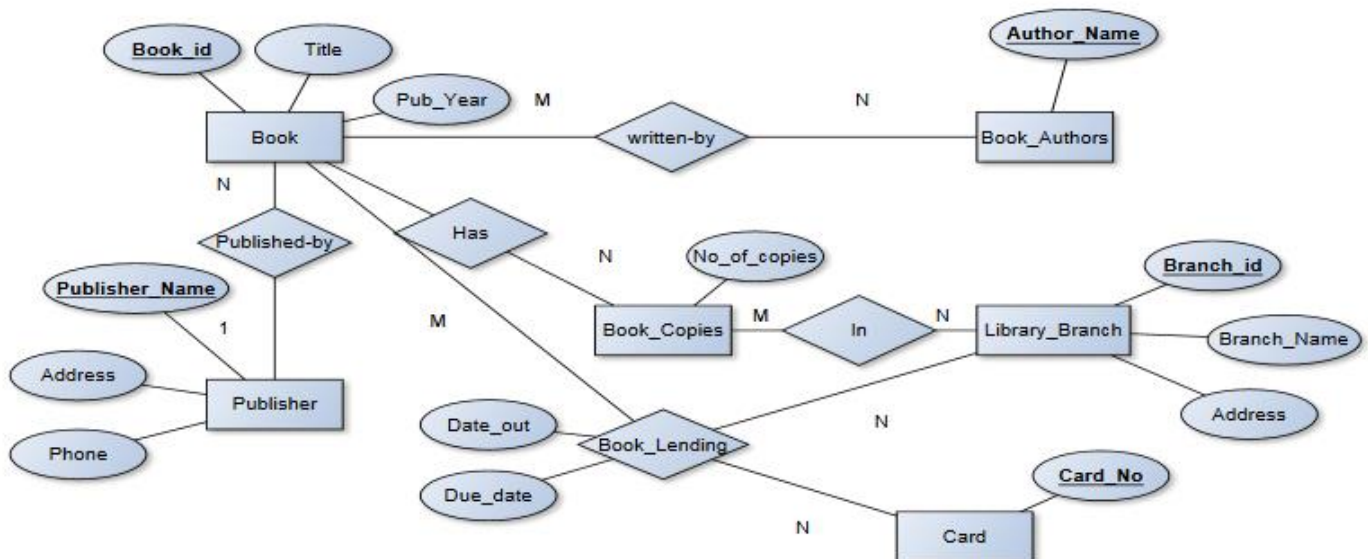 Author_Name
Book_id
Title
Pub_Year
M
N
Book
written-by
Book_Authors
N
Has
Published-by
No_of_copies
N
Branch_id
Publisher_Name
M
N
1
M
Book_Copies
In
Library_Branch
Branch_Name
Address
Publisher
Address
Date_out
N
Phone
Book_Lending
Card_No
Due_date
N
Card